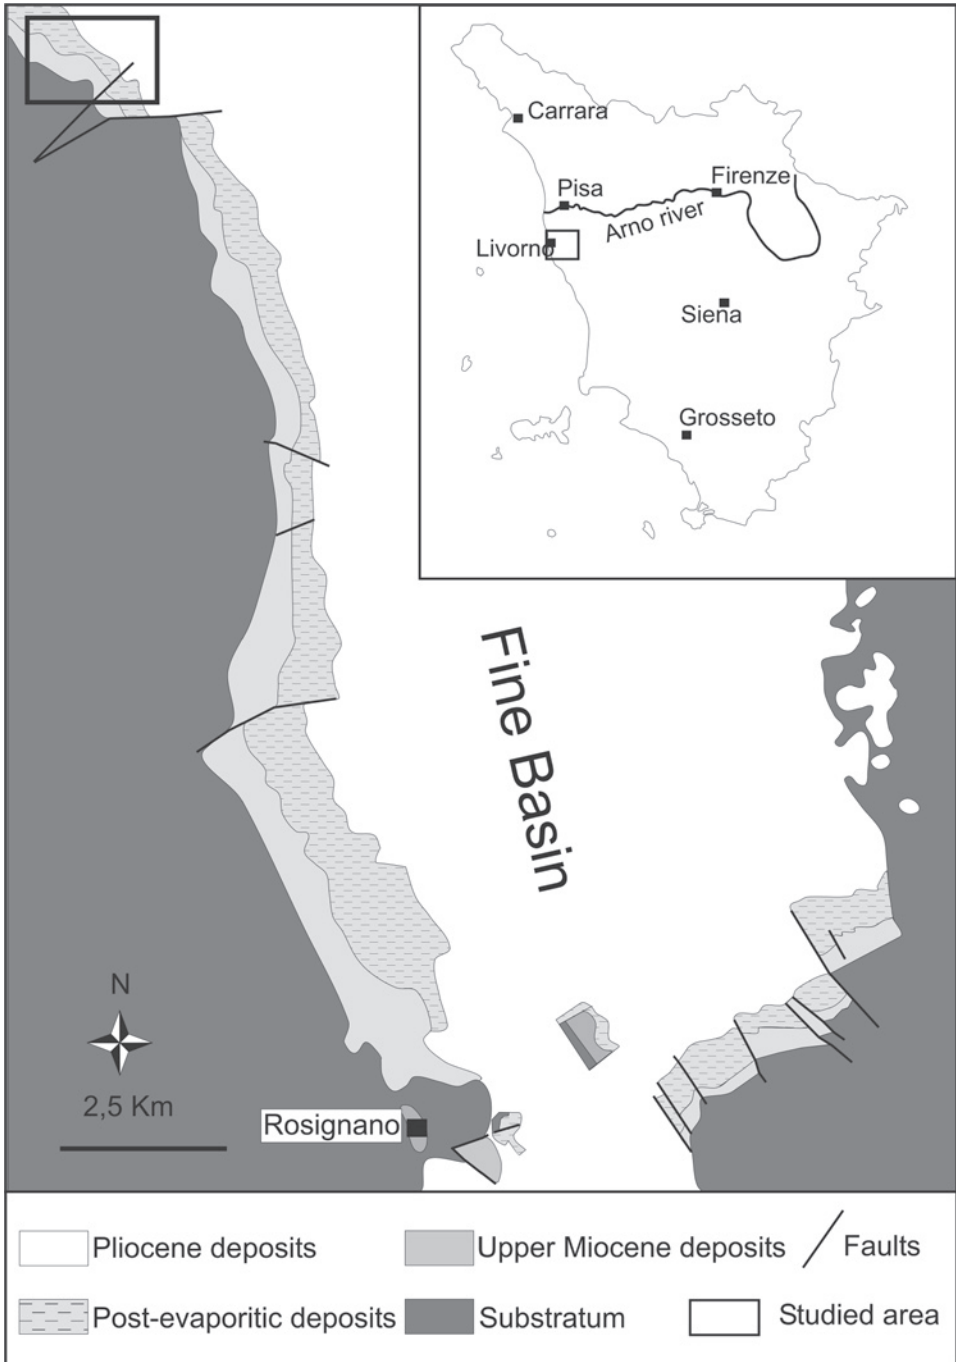 Carrara
Pisa
Firenze
Arno river
Livorno
Siena
Grosseto
Fine Basin
N
2,5 Km
Rosignano
Pliocene deposits
Upper Miocene deposits
Faults
Post-evaporitic deposits
Substratum
Studied area